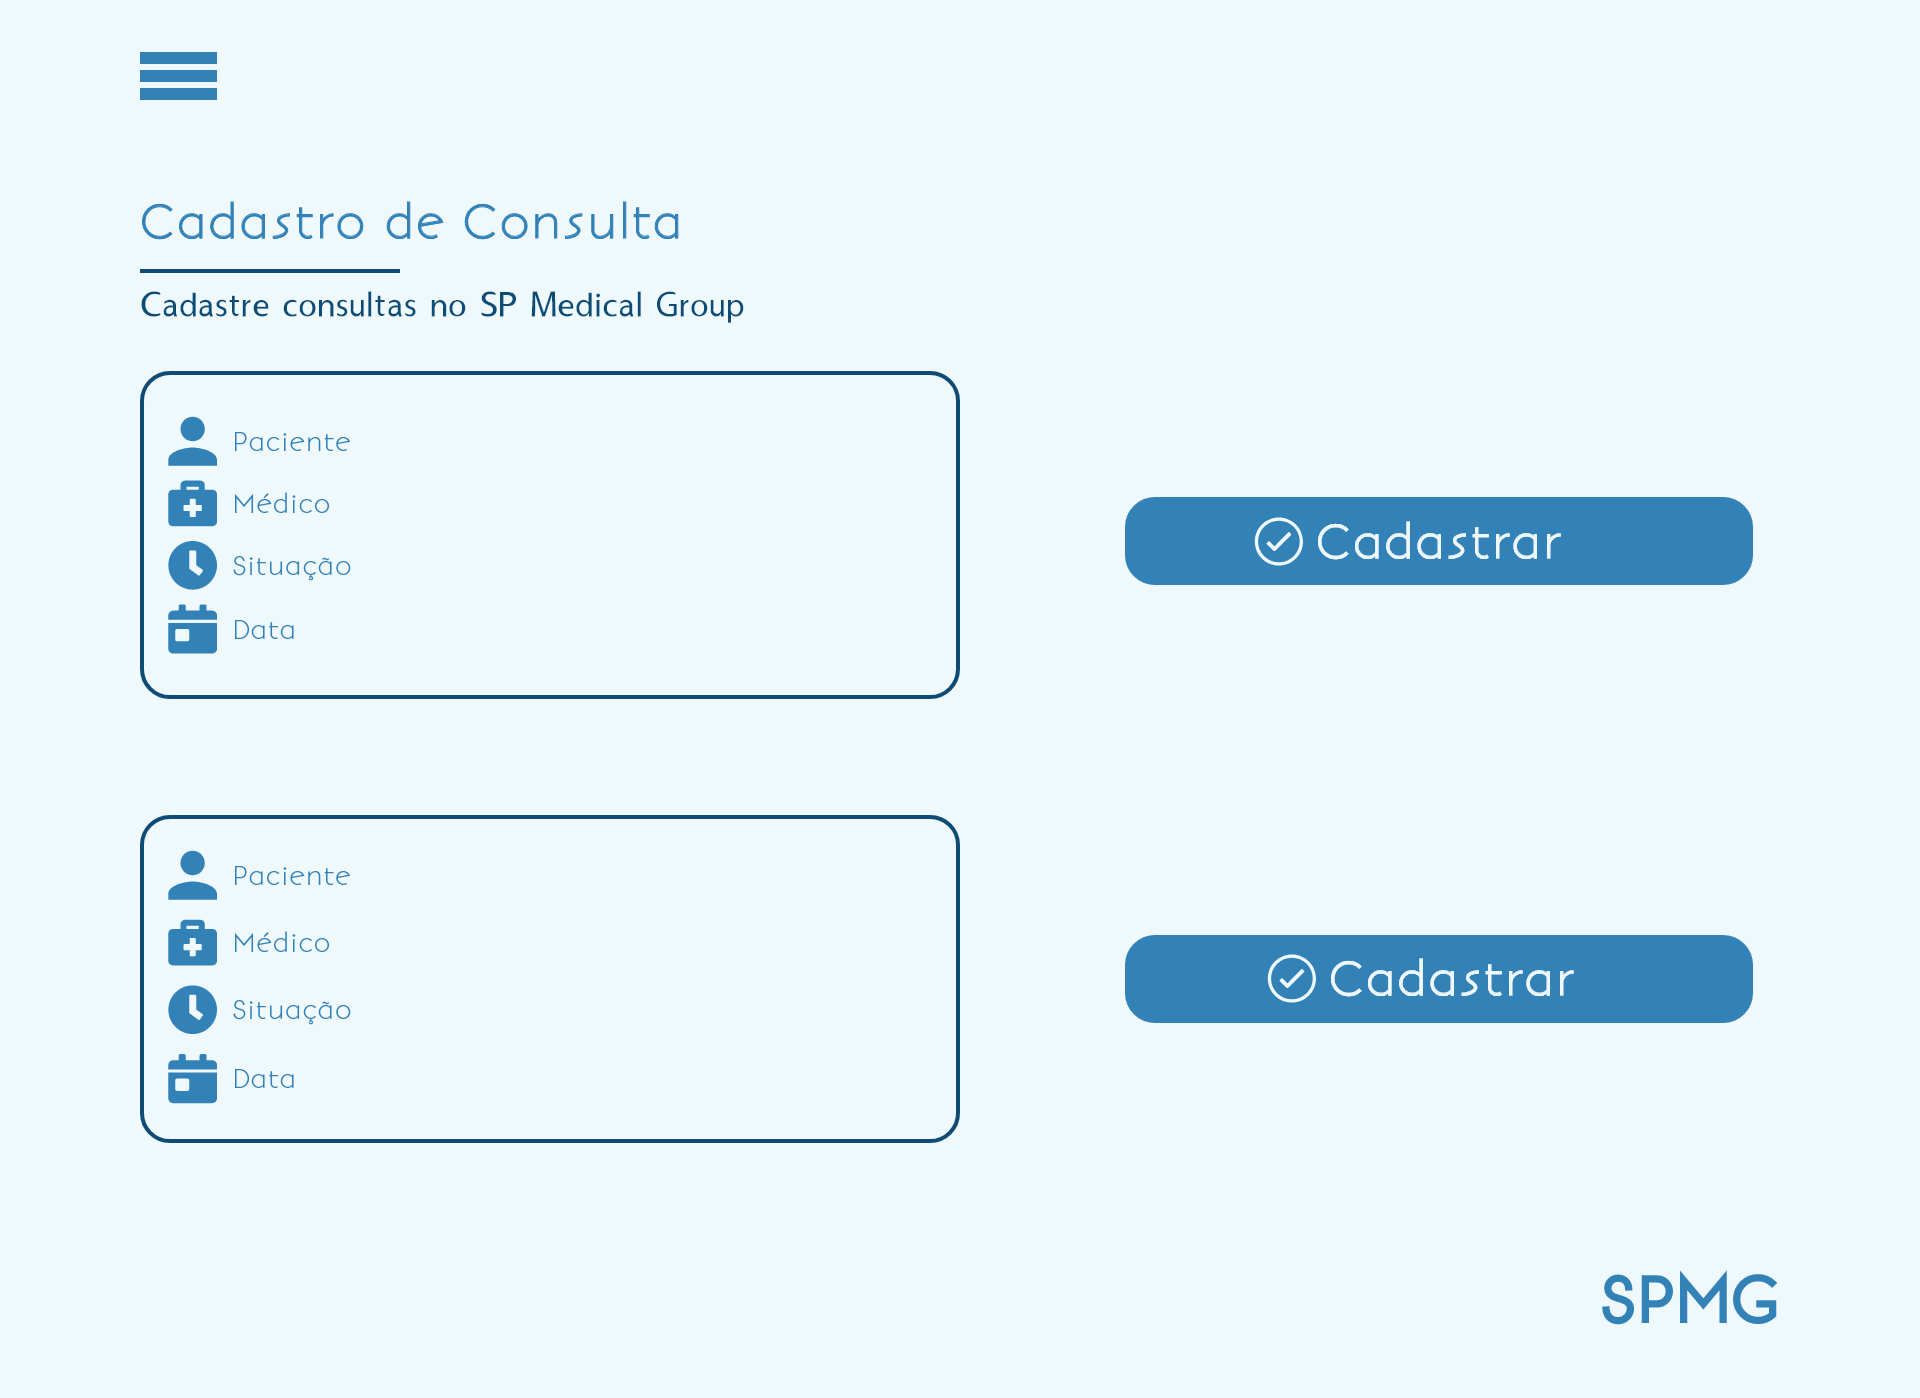 Cadastro de Consulta
Cadastre consultas no SP Medical Group
Paciente
Médico
Situação
Data
Cadastrar
Paciente
Médico
Situação
Data
Cadastrar
SPMG